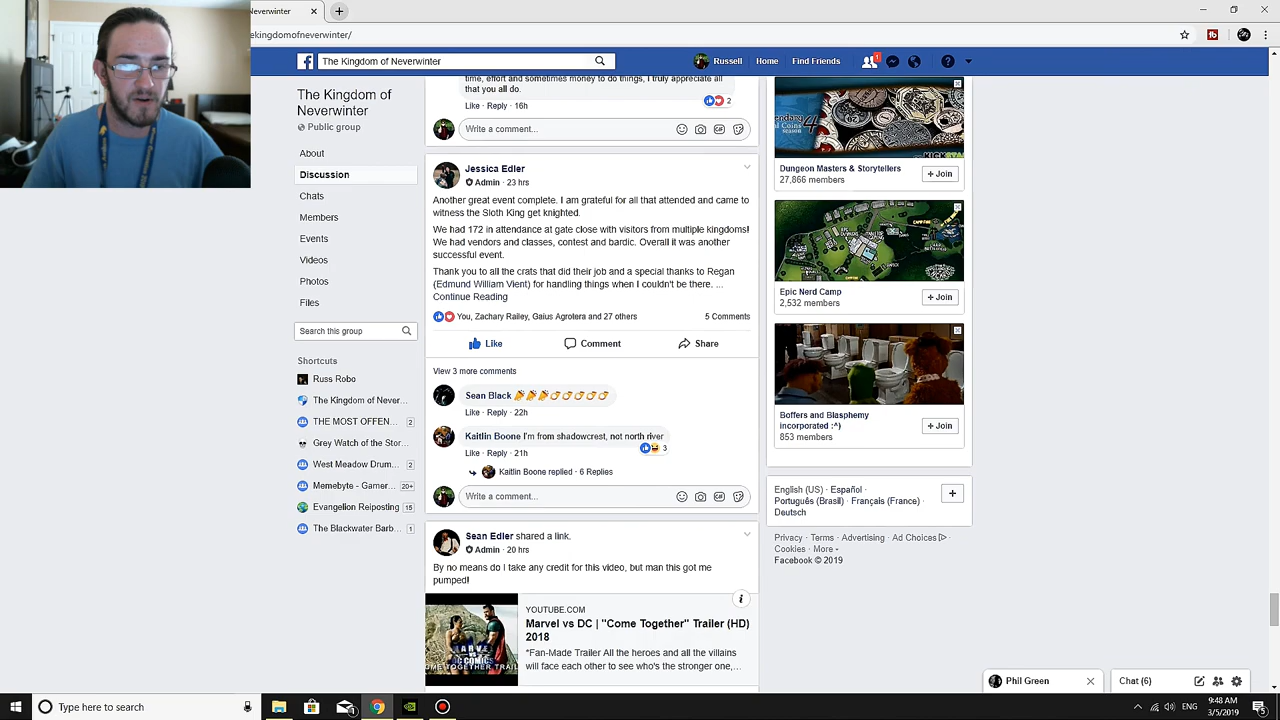 Neverwinter
ekingdomofneverwinter/
The Kingdom of Neverwinter
Russell
Home
Find Friends
1
The Kingdom of
Neverwinter
Public group
About
Discussion
Chats
Members
Events
Videos
Photos
Files
Search this group
Shortcuts
Russ Robo
The Kingdom of Never...
THE MOST OFFEN... 2
Grey Watch of the Stor...
West Meadow Drum... 2
Memebyte - Gamer... 20+
Evangelion Reiposting 15
The Blackwater Barb... 1
time, effort and sometimes money to do things, I truly appreciate all
that you all do.
Like · Reply · 16h
2
Write a comment...
Jessica Edler
Admin · 23 hrs
Another great event complete. I am grateful for all that attended and came to
witness the Sloth King get knighted.
We had 172 in attendance at gate close with visitors from multiple kingdoms!
We had vendors and classes, contest and bardic. Overall it was another
successful event.
Thank you to all the crats that did their job and a special thanks to Regan
(Edmund William Vient) for handling things when I couldn't be there. ...
Continue Reading
You, Zachary Railey, Gaius Agrotera and 27 others
5 Comments
Like
Comment
Share
View 3 more comments
Sean Black
Like · Reply · 22h
Kaitlin Boone I'm from shadowcrest, not north river
3
Like · Reply · 21h
Kaitlin Boone replied · 6 Replies
Write a comment...
Sean Edler shared a link.
Admin · 20 hrs
By no means do I take any credit for this video, but man this got me
pumped!
YOUTUBE.COM
Marvel vs DC | "Come Together" Trailer (HD)
2018
*Fan-Made Trailer All the heroes and all the villains
will face each other to see who's the stronger one,...
Dungeon Masters & Storytellers
27,866 members
+ Join
Epic Nerd Camp
2,532 members
+ Join
Boffers and Blasphemy
incorporated :^)
853 members
+ Join
English (US) · Español ·
Português (Brasil) · Français (France) ·
Deutsch
Privacy · Terms · Advertising · Ad Choices ·
Cookies · More
Facebook © 2019
Phil Green
Chat (6)
Type here to search
ENG
9:48 AM
3/5/2019